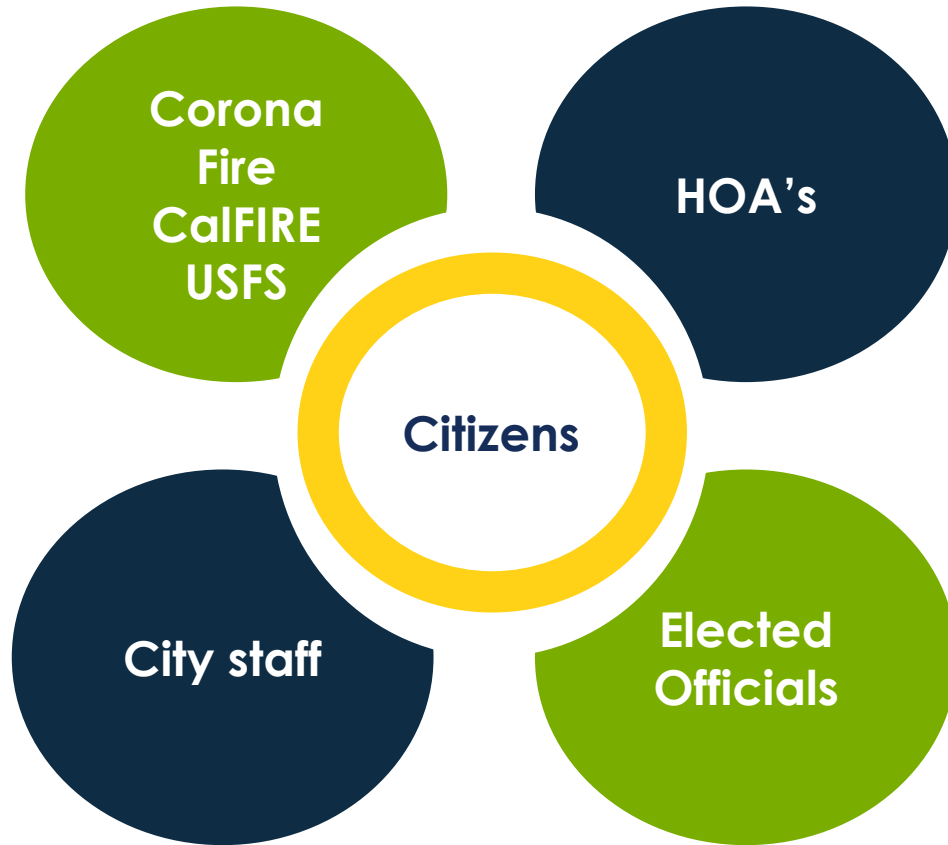 Corona
Fire
CalFIRE
USFS
HOA’s
Citizens
City staff
Elected
Officials